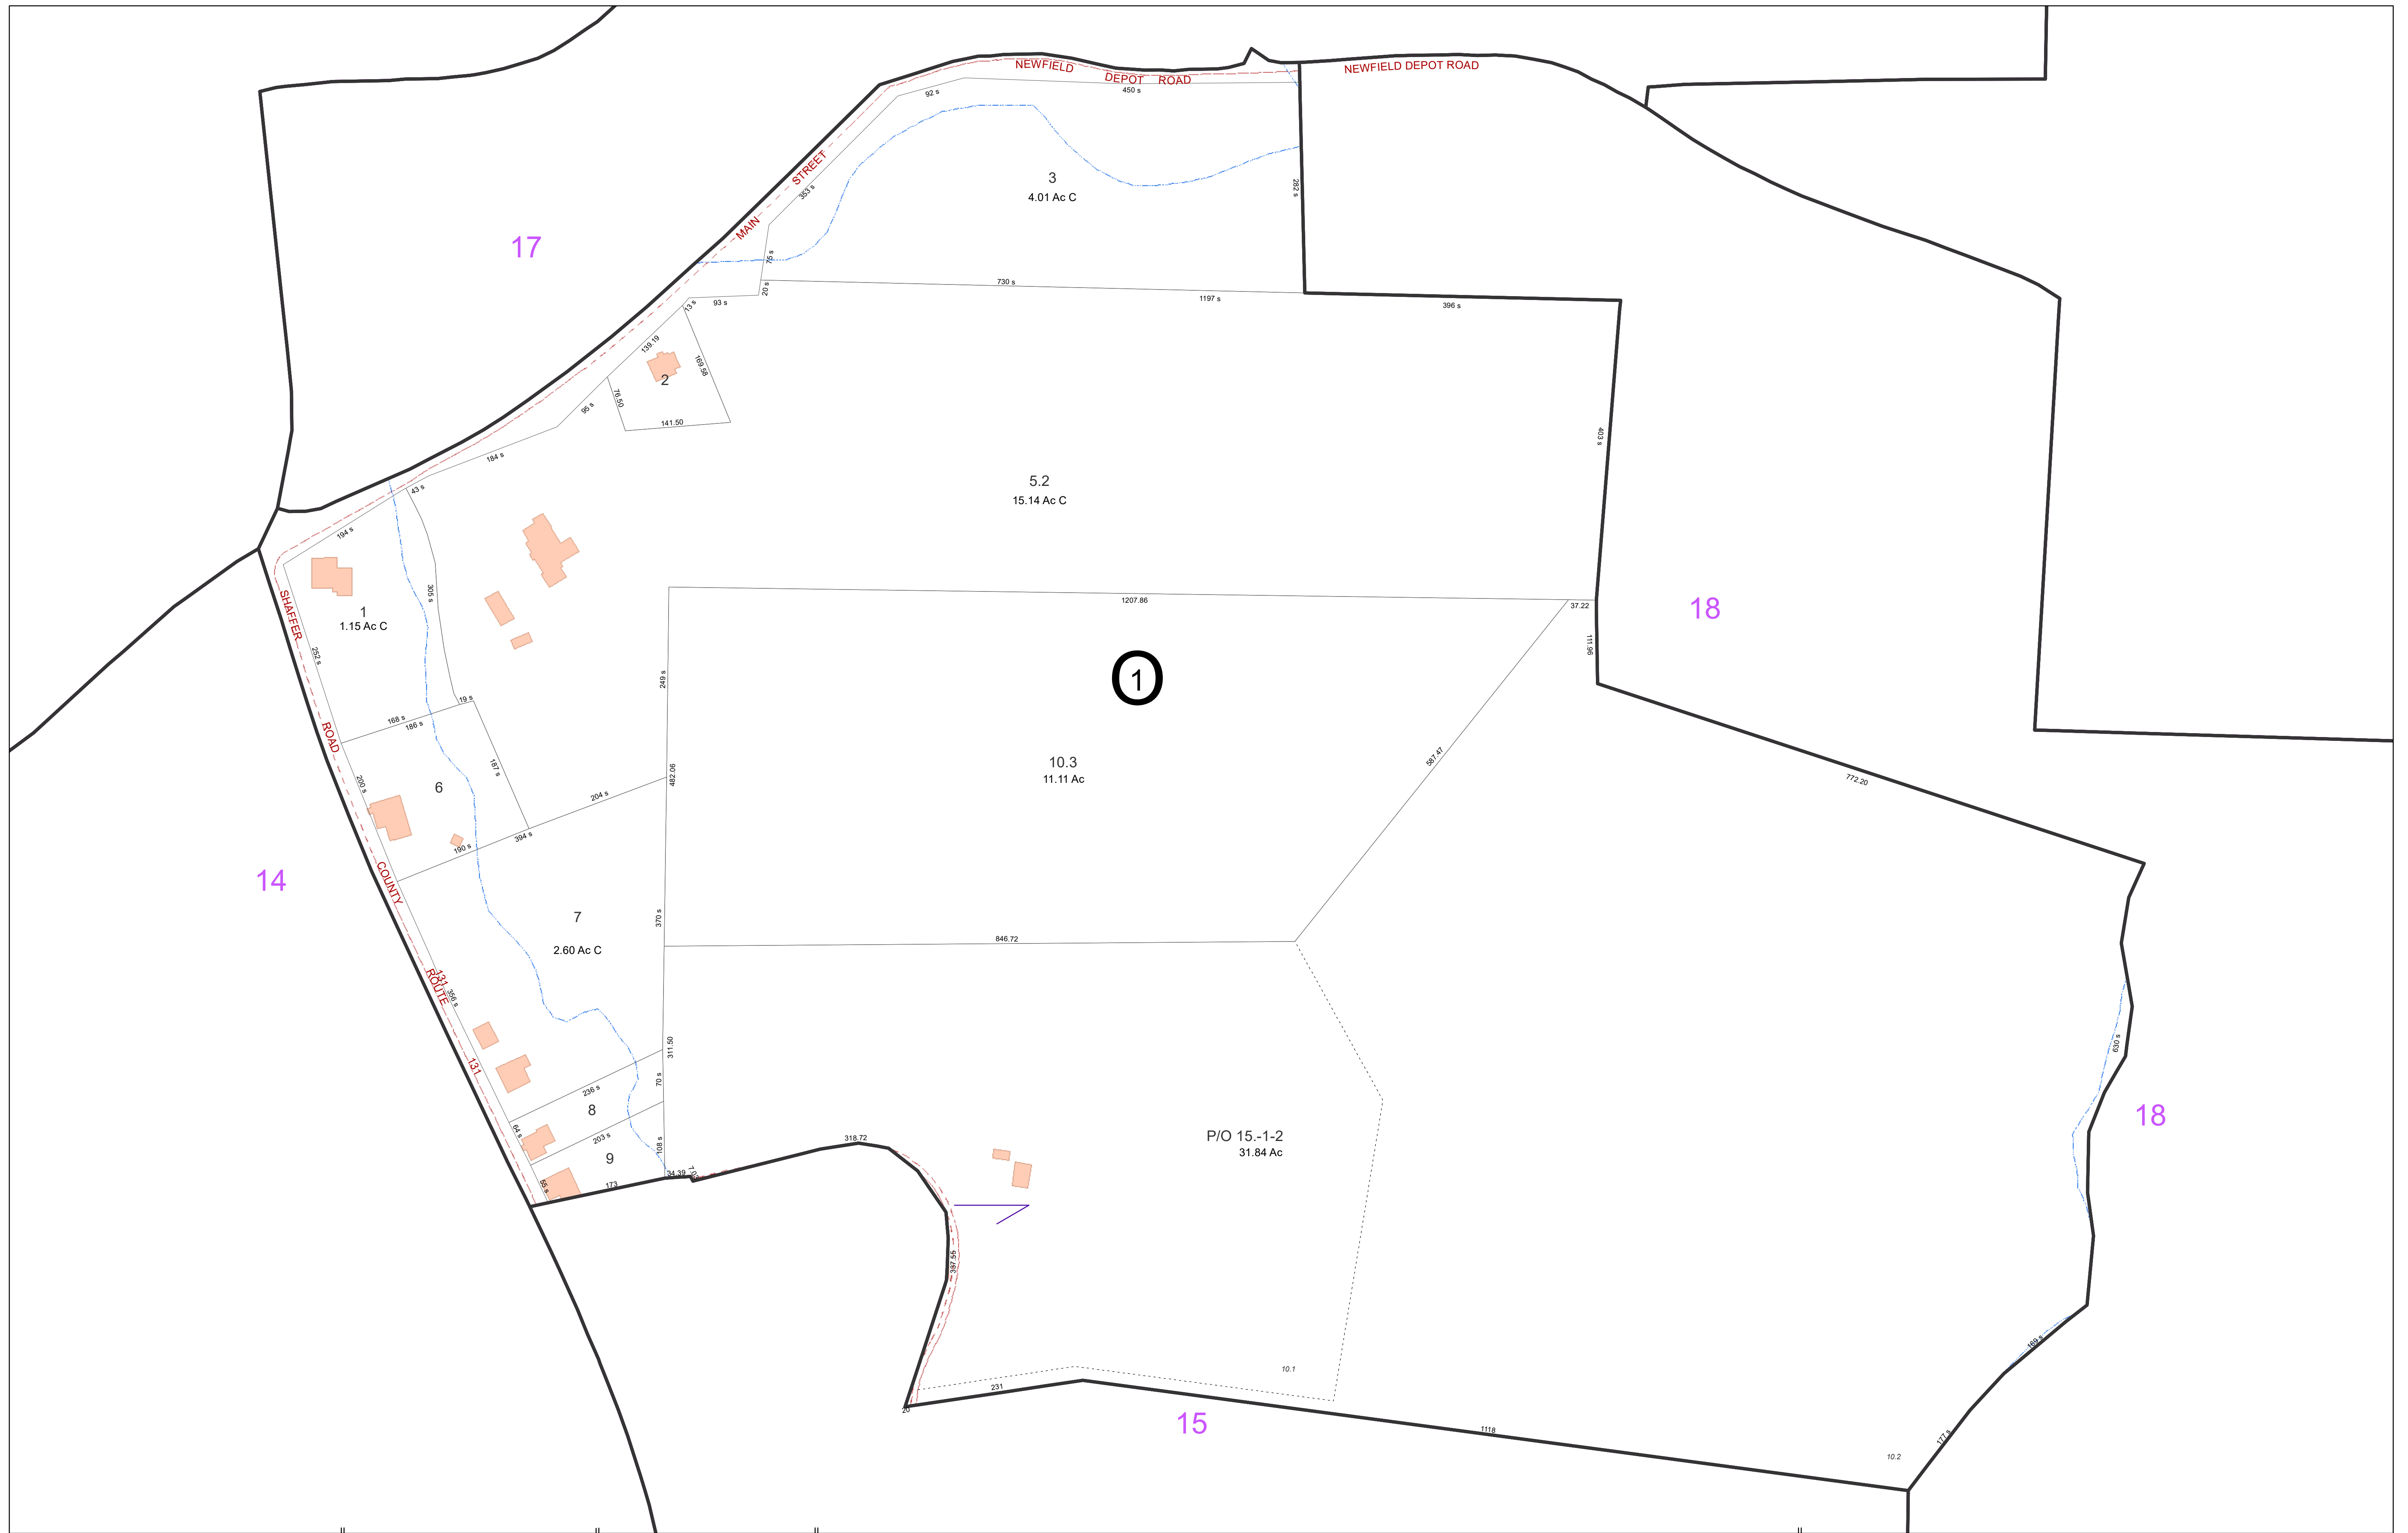 NEWFIELD DEPOT ROAD
NEWFIELD DEPOT ROAD
92 s
450 s
STREET
353 s
MAIN
3
4.01 Ac C
282 s
17
75 s
20 s
730 s
1197 s
396 s
13 s
93 s
139.19
169.58
2
76.50
141.50
95 s
403 s
184 s
43 s
5.2
15.14 Ac C
194 s
SHAFFER
305 s
1
1.15 Ac C
252 s
1207.86
37.22
111.96
18
249 s
1
19 s
168 s
186 s
ROAD
187 s
587.47
10.3
11.11 Ac
482.06
772.20
200 s
6
204 s
394 s
190 s
14
COUNTY
7
2.60 Ac C
370 s
846.72
ROUTE
131
356 s
311.50
630 s
131
70 s
236 s
8
64 s
203 s
108 s
9
318.72
P/O 15.-1-2
31.84 Ac
18
34.39
173
55 s
397.55
189 s
10.1
231
20
15
1118
177 s
10.2